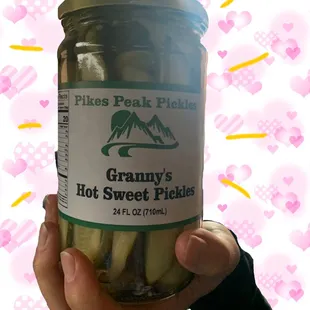 Pikes Peak Pickles
Granny's
Hot Sweet Pickles
24 FL OZ (710mL)